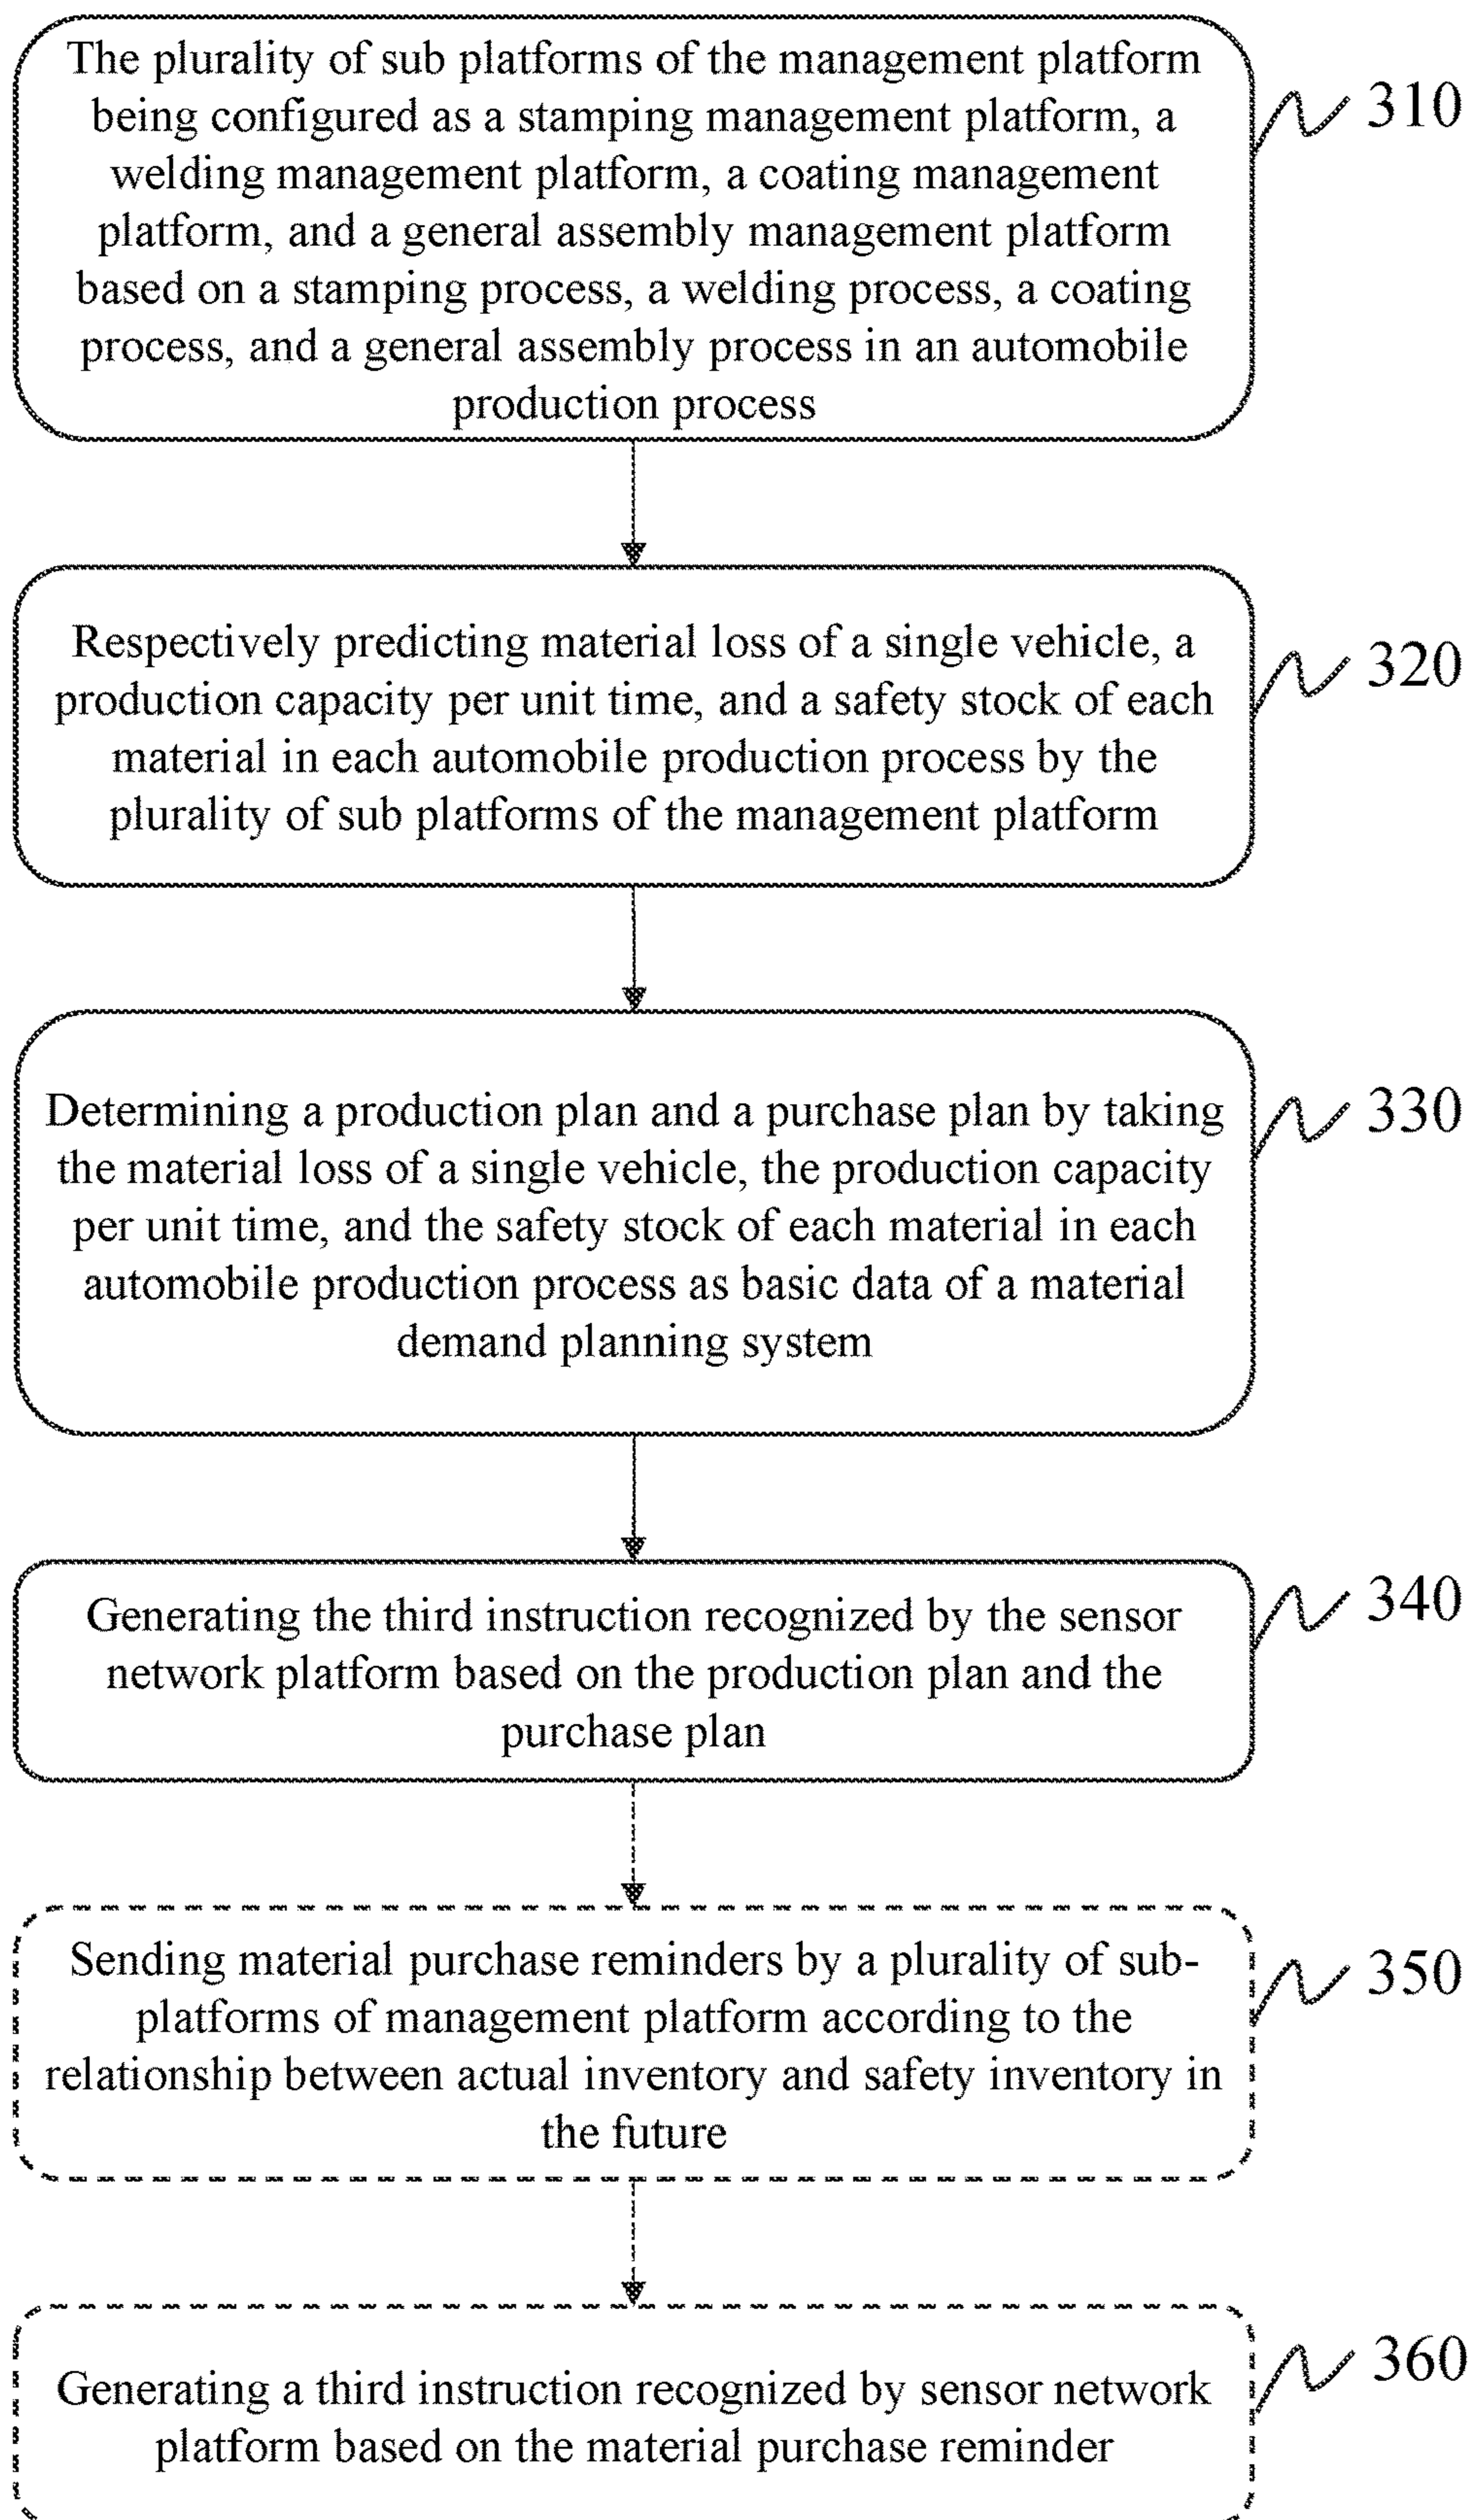 The plurality of sub platforms of the management platform
being configured as a stamping management platform, a
welding management platform, a coating management
platform, and a general assembly management platform
based on a stamping process, a welding process, a coating
process, and a general assembly process in an automobile
production process
310
Respectively predicting material loss of a single vehicle, a
production capacity per unit time, and a safety stock of each
material in each automobile production process by the
plurality of sub platforms of the management platform
320
Determining a production plan and a purchase plan by taking
the material loss of a single vehicle, the production capacity
per unit time, and the safety stock of each material in each
automobile production process as basic data of a material
demand planning system
330
Generating the third instruction recognized by the sensor
network platform based on the production plan and the
purchase plan
340
Sending material purchase reminders by a plurality of sub-
platforms of management platform according to the
relationship between actual inventory and safety inventory in
the future
350
Generating a third instruction recognized by sensor network
platform based on the material purchase reminder
360